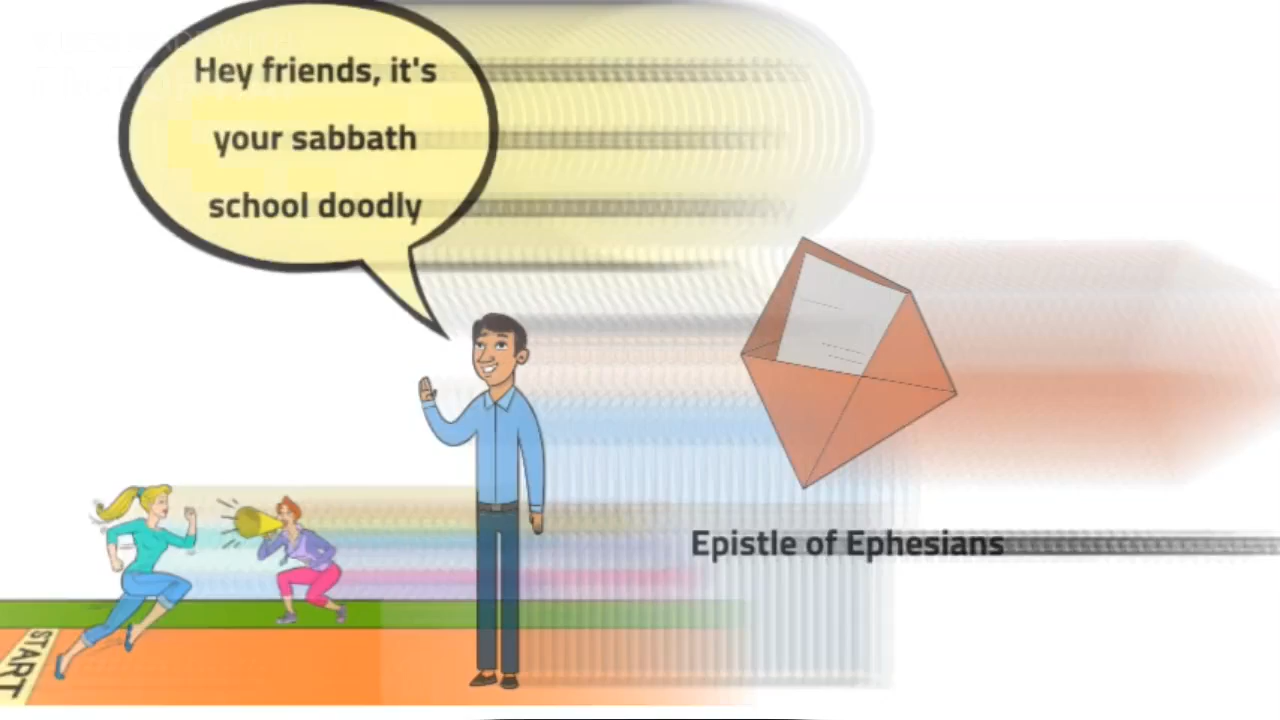 Hey friends, it's
your sabbath
school doodly
Epistle of Ephesians
START